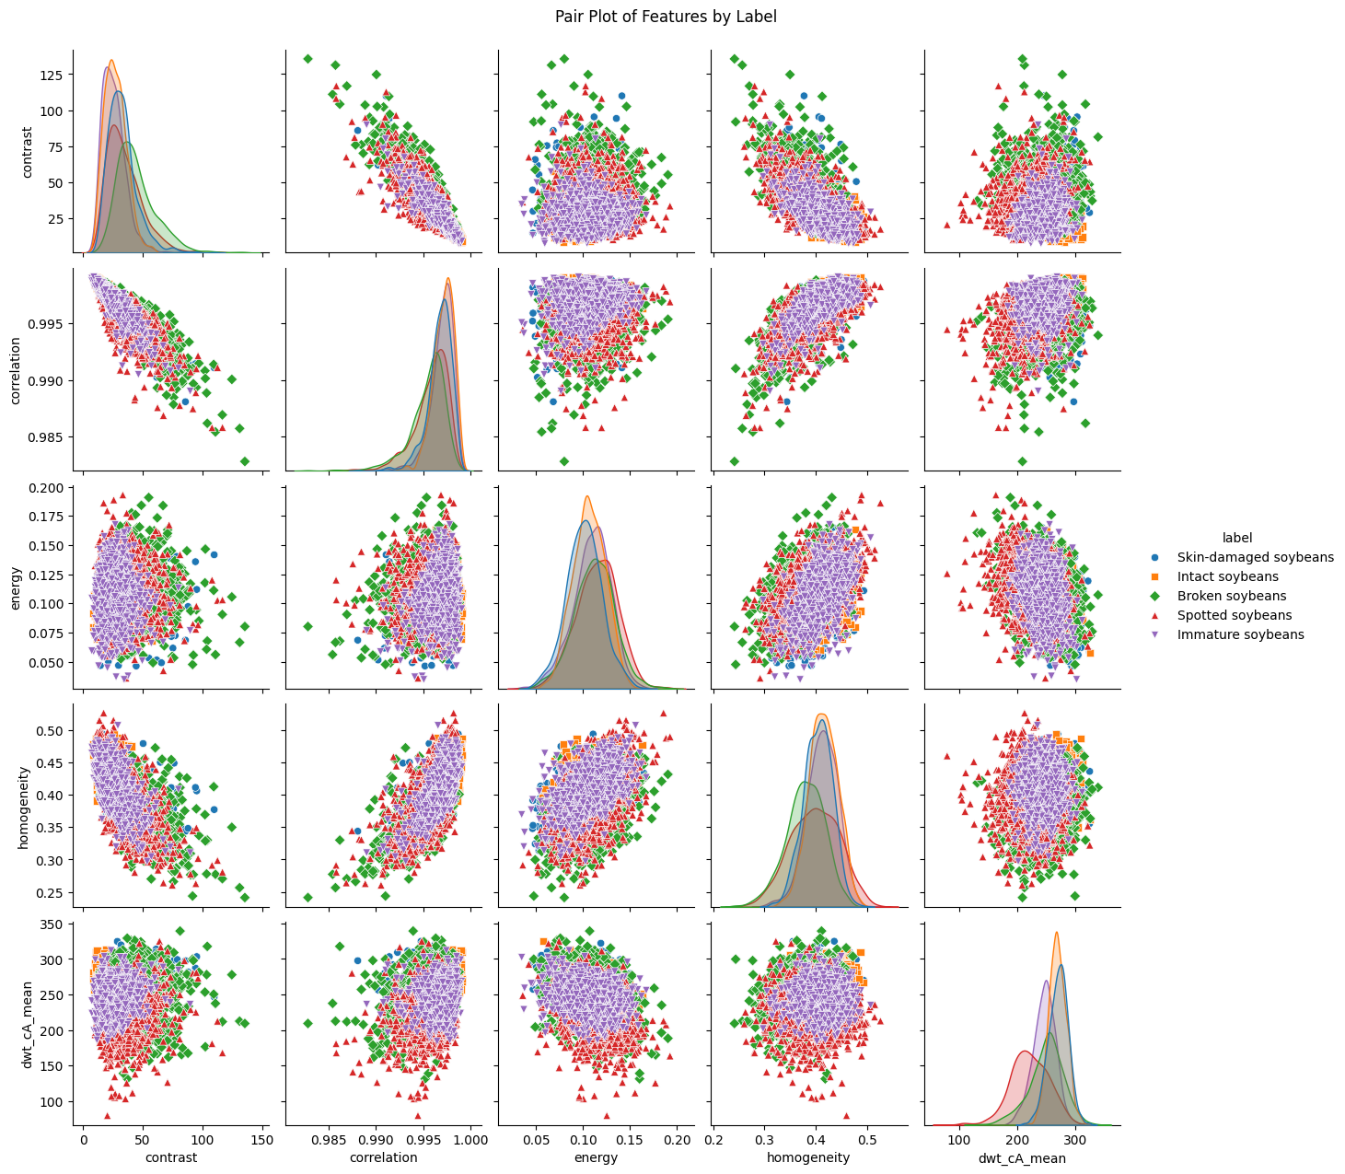 Pair Plot of Features by Label
125
100
75
50
25
contrast
0.995
0.990
0.985
correlation
0.200
0.175
0.150
0.125
0.100
0.075
0.050
energy
label
Skin-damaged soybeans
Intact soybeans
Broken soybeans
Spotted soybeans
Immature soybeans
0.50
0.45
0.40
0.35
0.30
0.25
homogeneity
350
300
250
200
150
100
dwt_cA_mean
0 50 100 150
0.985 0.990 0.995 1.000
0.05 0.10 0.15 0.20
0.2 0.3 0.4 0.5
100 200 300
contrast
correlation
energy
homogeneity
dwt_cA_mean